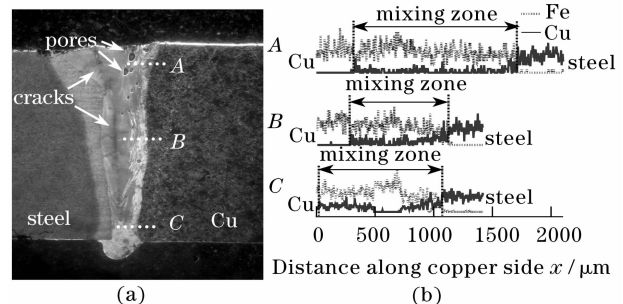 pores
A
cracks
B
steel
C
Cu
(a)
mixing zone
Fe
Cu
A
Cu
steel
mixing zone
B
Cu
steel
mixing zone
C
steel
0 500 1000 1500 2000
Distance along copper side x / μm
(b)